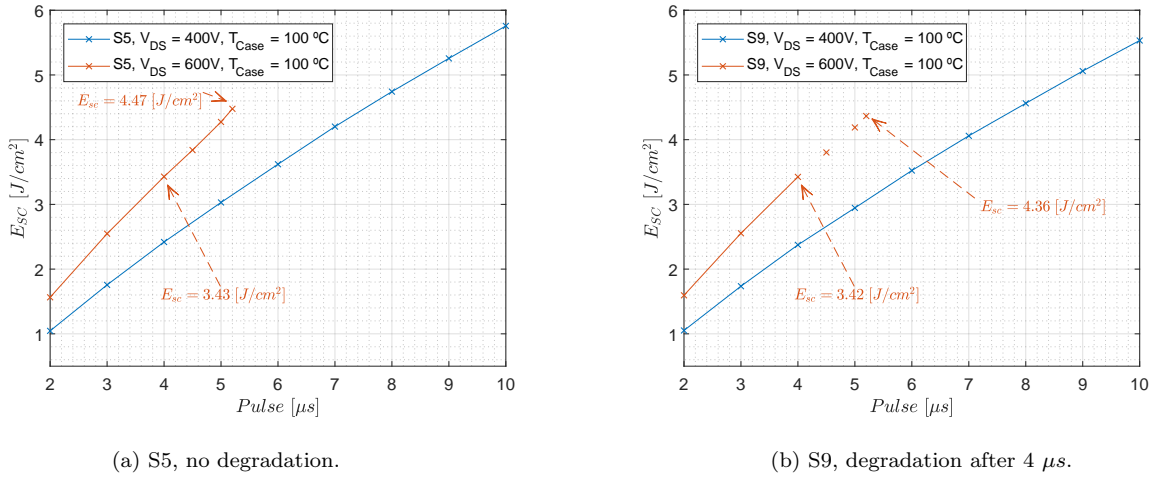 S5, V_DS = 400V, T_Case = 100 ºC
S5, V_DS = 600V, T_Case = 100 ºC
E_sc = 4.47 [J/cm²]
E_sc = 3.43 [J/cm²]
E_SC [J/cm²]
6
5
4
3
2
1
2 3 4 5 6 7 8 9 10
Pulse [μs]
(a) S5, no degradation.
S9, V_DS = 400V, T_Case = 100 ºC
S9, V_DS = 600V, T_Case = 100 ºC
E_sc = 4.36 [J/cm²]
E_sc = 3.42 [J/cm²]
E_SC [J/cm²]
6
5
4
3
2
1
2 3 4 5 6 7 8 9 10
Pulse [μs]
(b) S9, degradation after 4 μs.